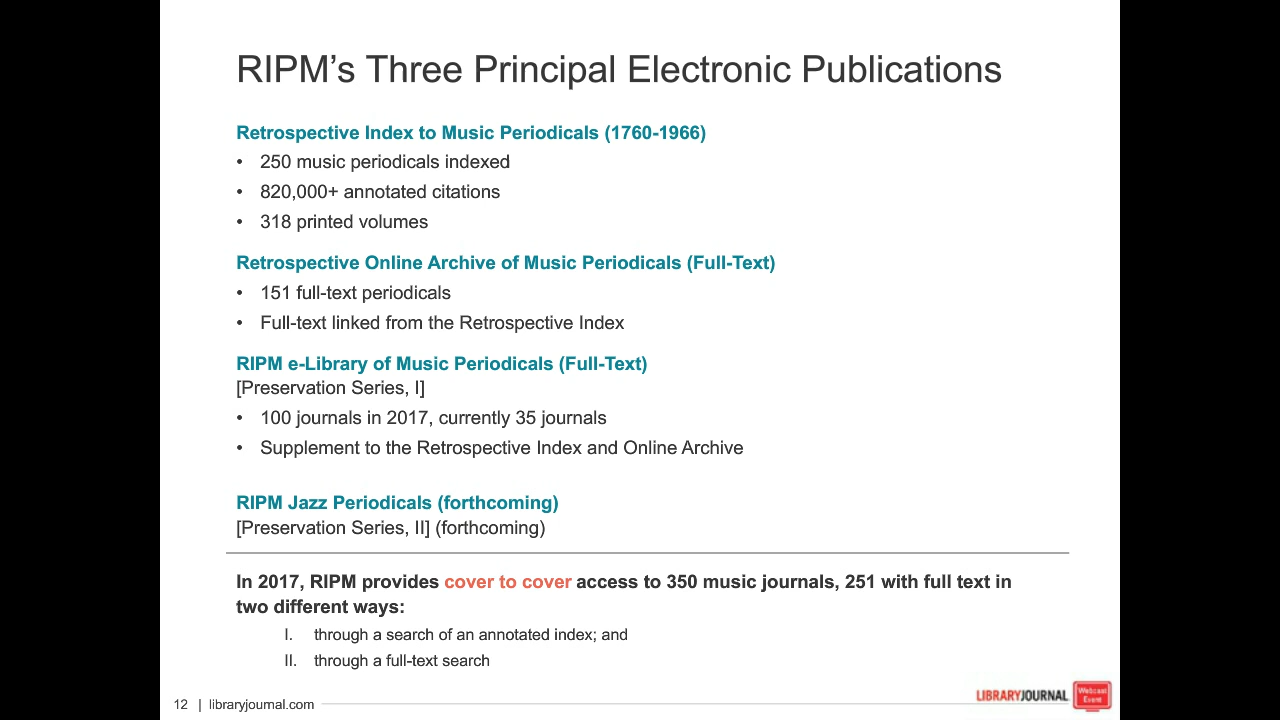 RIPM's Three Principal Electronic Publications
Retrospective Index to Music Periodicals (1760-1966)
• 250 music periodicals indexed
• 820,000+ annotated citations
• 318 printed volumes
Retrospective Online Archive of Music Periodicals (Full-Text)
• 151 full-text periodicals
• Full-text linked from the Retrospective Index
RIPM e-Library of Music Periodicals (Full-Text)
[Preservation Series, I]
• 100 journals in 2017, currently 35 journals
• Supplement to the Retrospective Index and Online Archive
RIPM Jazz Periodicals (forthcoming)
[Preservation Series, II] (forthcoming)
In 2017, RIPM provides cover to cover access to 350 music journals, 251 with full text in
two different ways:
I. through a search of an annotated index; and
II. through a full-text search
12 | libraryjournal.com
LIBRARYJOURNAL
Webcast
Event